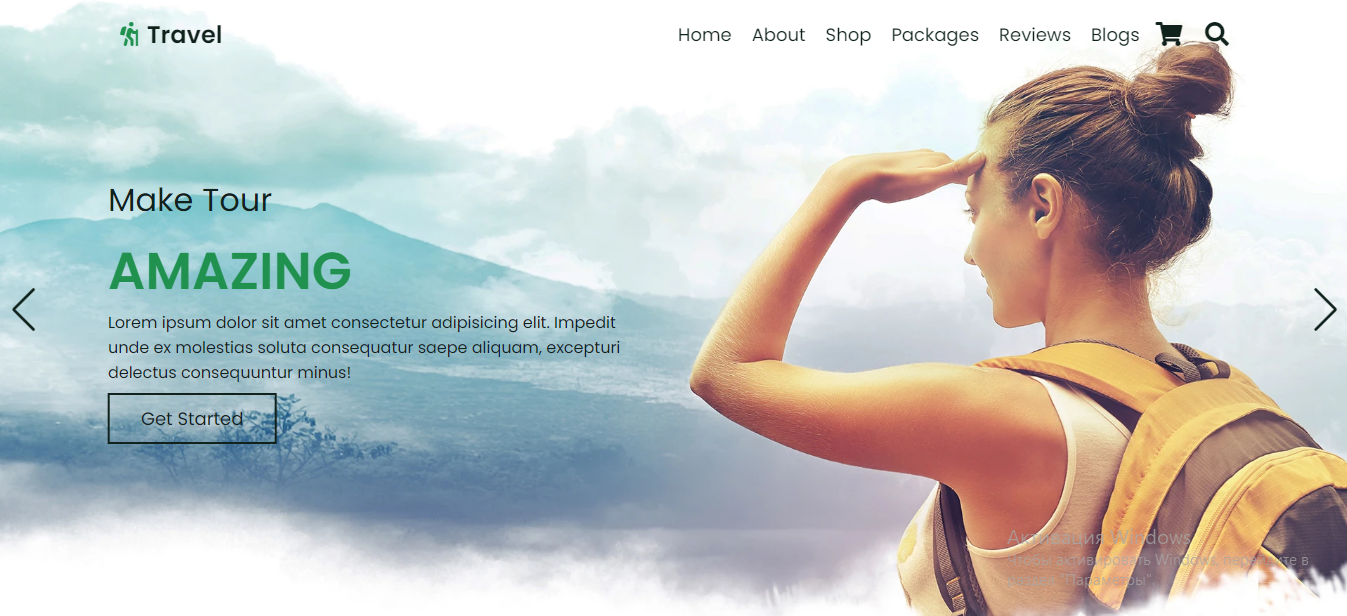 Travel
Home About Shop Packages Reviews Blogs
Make Tour
AMAZING
Lorem ipsum dolor sit amet consectetur adipisicing elit. Impedit
unde ex molestias soluta consequatur saepe aliquam, excepturi
delectus consequuntur minus!
Get Started
Активация Windows
Чтобы активировать Windows, перейдите в
раздел "Параметры".